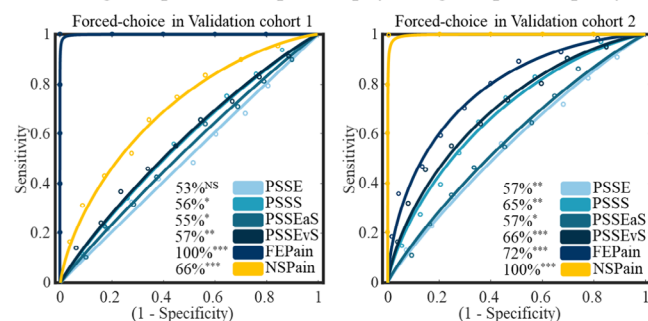 Forced-choice in Validation cohort 1
1
0.8
0.6
0.4
0.2
0
Sensitivity
53%NS PSSE
56%* PSSS
55%* PSSEaS
57%** PSSEvS
100%*** FEPain
66%*** NSPain
0 0.2 0.4 0.6 0.8 1
(1 - Specificity)
Forced-choice in Validation cohort 2
1
0.8
0.6
0.4
0.2
0
Sensitivity
57%** PSSE
65%** PSSS
57%* PSSEaS
66%*** PSSEvS
72%*** FEPain
100%*** NSPain
0 0.2 0.4 0.6 0.8 1
(1 - Specificity)